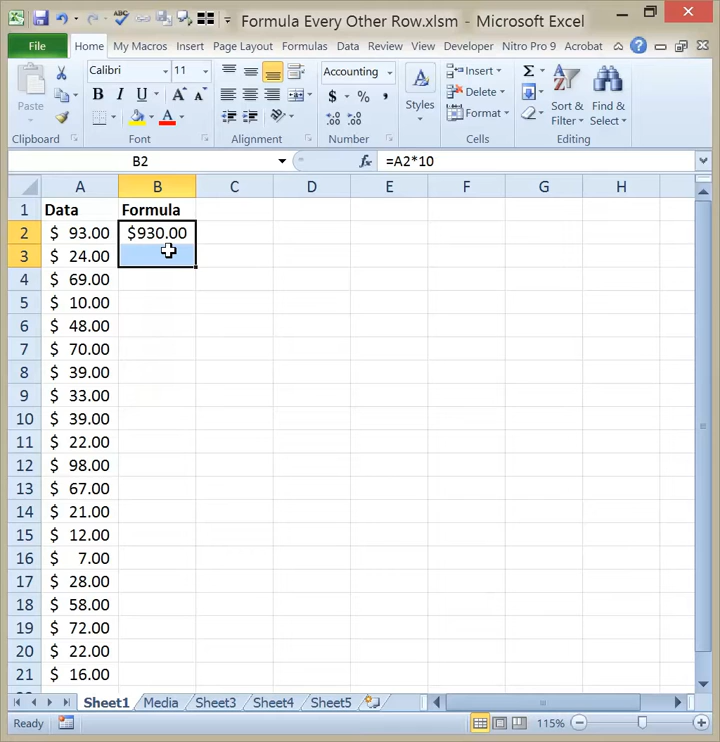 Formula Every Other Row.xlsm - Microsoft Excel
File Home My Macros Insert Page Layout Formulas Data Review View Developer Nitro Pro 9 Acrobat
Paste
Clipboard
Calibri 11
B I U A A
A
Font
Alignment
Accounting
$ % ,
Number
Styles
Insert
Delete
Format
Cells
Σ
Sort & Filter
Find & Select
Editing
B2 fx =A2*10
A B C D E F G H
1 Data Formula
2 $ 93.00 $930.00
3 $ 24.00
4 $ 69.00
5 $ 10.00
6 $ 48.00
7 $ 70.00
8 $ 39.00
9 $ 33.00
10 $ 39.00
11 $ 22.00
12 $ 98.00
13 $ 67.00
14 $ 21.00
15 $ 12.00
16 $ 7.00
17 $ 28.00
18 $ 58.00
19 $ 72.00
20 $ 22.00
21 $ 16.00
Sheet1 Media Sheet3 Sheet4 Sheet5
Ready 115%